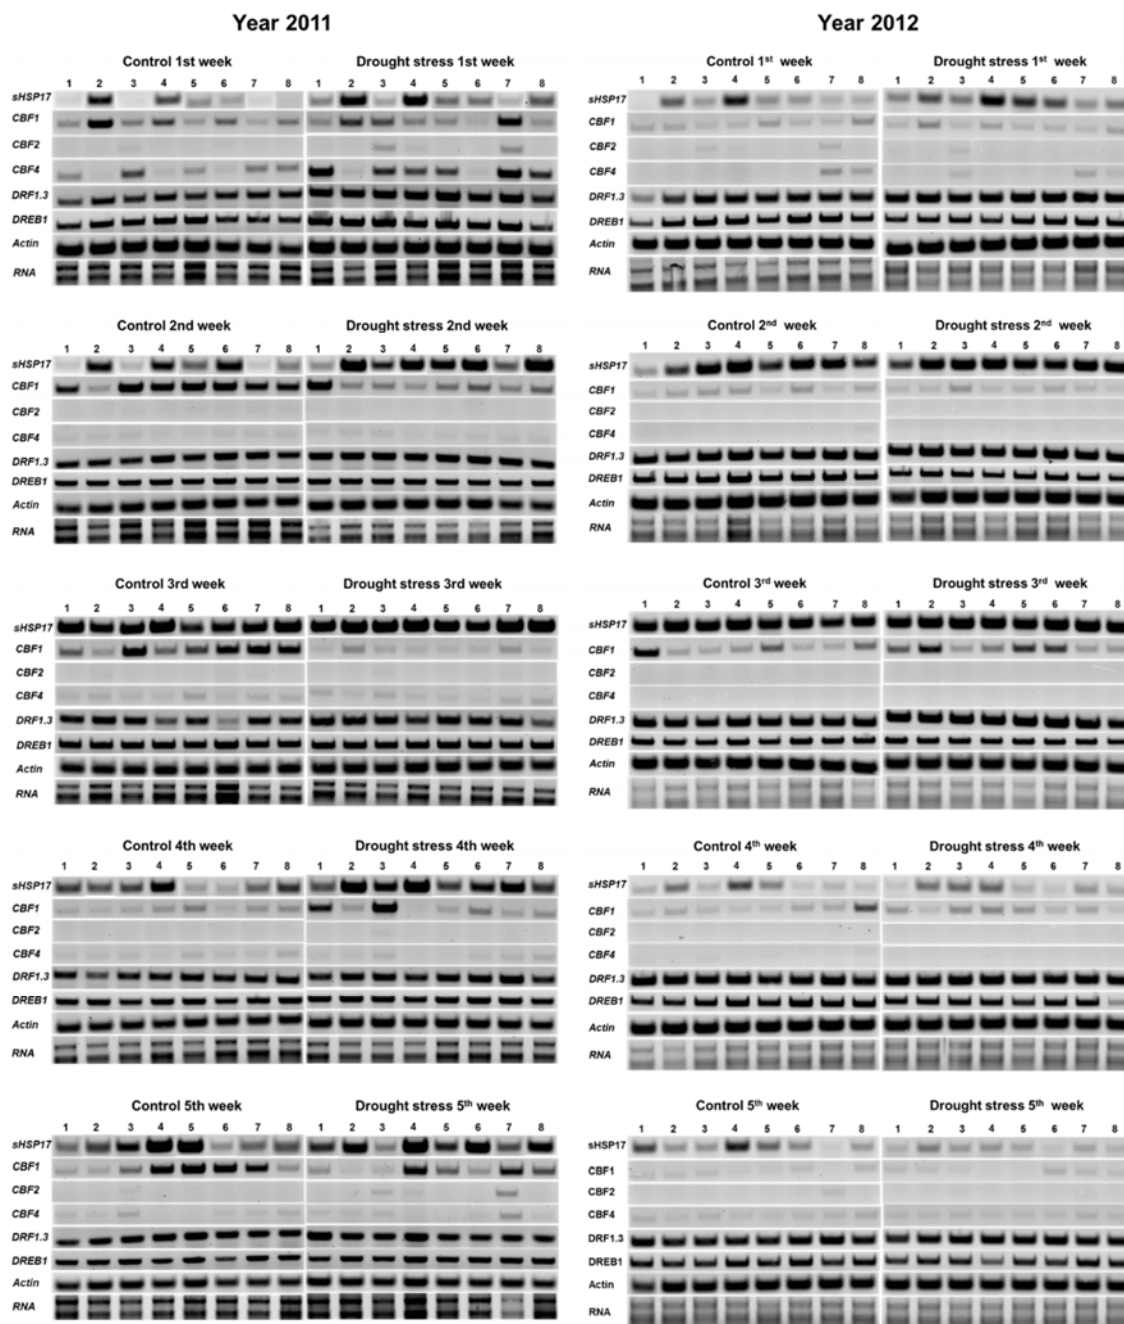 Year 2011
Control 1st week Drought stress 1st week
1 2 3 4 5 6 7 8 1 2 3 4 5 6 7 8
sHSP17
CBF1
CBF2
CBF4
DRF1.3
DREB1
Actin
RNA
Control 2nd week Drought stress 2nd week
1 2 3 4 5 6 7 8 1 2 3 4 5 6 7 8
sHSP17
CBF1
CBF2
CBF4
DRF1.3
DREB1
Actin
RNA
Control 3rd week Drought stress 3rd week
1 2 3 4 5 6 7 8 1 2 3 4 5 6 7 8
sHSP17
CBF1
CBF2
CBF4
DRF1.3
DREB1
Actin
RNA
Control 4th week Drought stress 4th week
1 2 3 4 5 6 7 8 1 2 3 4 5 6 7 8
sHSP17
CBF1
CBF2
CBF4
DRF1.3
DREB1
Actin
RNA
Control 5th week Drought stress 5th week
1 2 3 4 5 6 7 8 1 2 3 4 5 6 7 8
sHSP17
CBF1
CBF2
CBF4
DRF1.3
DREB1
Actin
RNA
Year 2012
Control 1st week Drought stress 1st week
1 2 3 4 5 6 7 8 1 2 3 4 5 6 7 8
sHSP17
CBF1
CBF2
CBF4
DRF1.3
DREB1
Actin
RNA
Control 2nd week Drought stress 2nd week
1 2 3 4 5 6 7 8 1 2 3 4 5 6 7 8
sHSP17
CBF1
CBF2
CBF4
DRF1.3
DREB1
Actin
RNA
Control 3rd week Drought stress 3rd week
1 2 3 4 5 6 7 8 1 2 3 4 5 6 7 8
sHSP17
CBF1
CBF2
CBF4
DRF1.3
DREB1
Actin
RNA
Control 4th week Drought stress 4th week
1 2 3 4 5 6 7 8 1 2 3 4 5 6 7 8
sHSP17
CBF1
CBF2
CBF4
DRF1.3
DREB1
Actin
RNA
Control 5th week Drought stress 5th week
1 2 3 4 5 6 7 8 1 2 3 4 5 6 7 8
sHSP17
CBF1
CBF2
CBF4
DRF1.3
DREB1
Actin
RNA